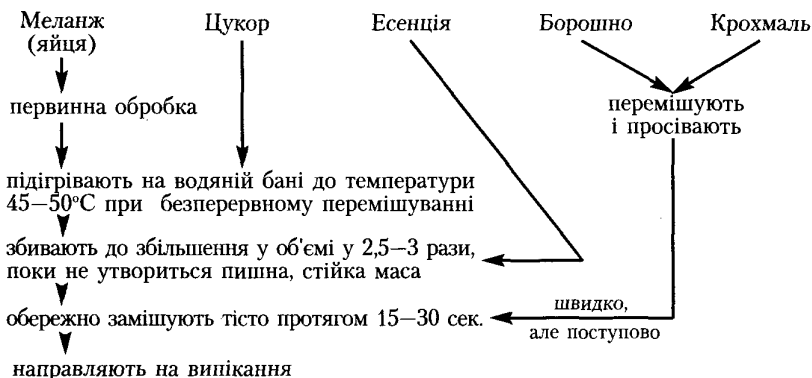 Меланж
(яйця)
Цукор
Есенція
Борошно
Крохмаль
первинна обробка
перемішують
і просівають
підігрівають на водяній бані до температури
45—50°С при безперервному перемішуванні
збивають до збільшення у об'ємі у 2,5—3 рази,
поки не утвориться пишна, стійка маса
швидко,
обережно замішують тісто протягом 15—30 сек.
але поступово
направляють на випікання